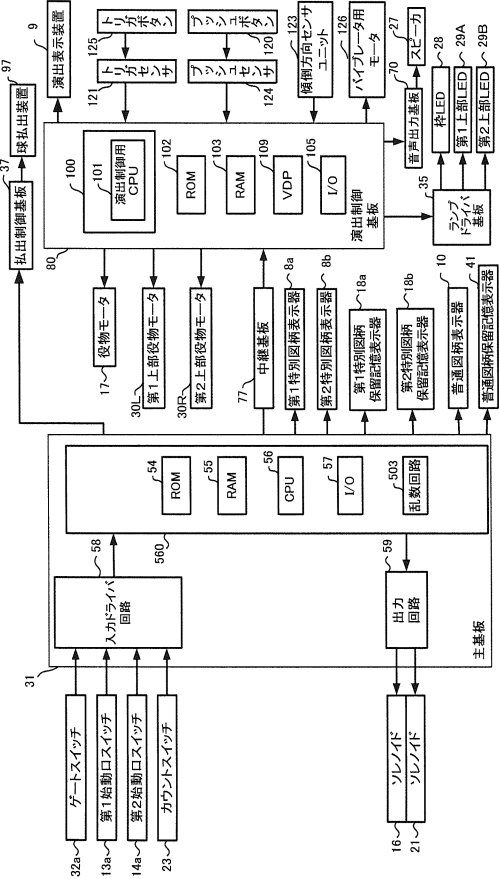 9
演出表示装置
97
球払出装置
37
払出制御基板
125
トリガボタン
121
トリガセンサ
プッシュボタン
120
プッシュセンサ
124
123
傾倒方向センサ
ユニット
126
バイブレータ用
モータ
27
スピーカ
70
音声出力基板
28
枠LED
29A
第1上部LED
29B
第2上部LED
35
ランプ
ドライバ
基板
100
101
演出制御用
CPU
102
ROM
103
RAM
109
VDP
105
I/O
演出制御
基板
80
役物モータ
17
第1上部役物モータ
30L
第2上部役物モータ
30R
中継基板
77
8a
第1特別図柄表示器
8b
第2特別図柄表示器
18a
第1特別図柄
保留記憶表示器
18b
第2特別図柄
保留記憶表示器
10
普通図柄表示器
41
普通図柄保留記憶表示器
54
ROM
55
RAM
56
CPU
57
I/O
503
乱数回路
560
58
入力ドライバ
回路
59
出力
回路
主基板
31
ゲートスイッチ
32a
第1始動口スイッチ
13a
第2始動口スイッチ
14a
カウントスイッチ
23
ソレノイド
16
ソレノイド
21